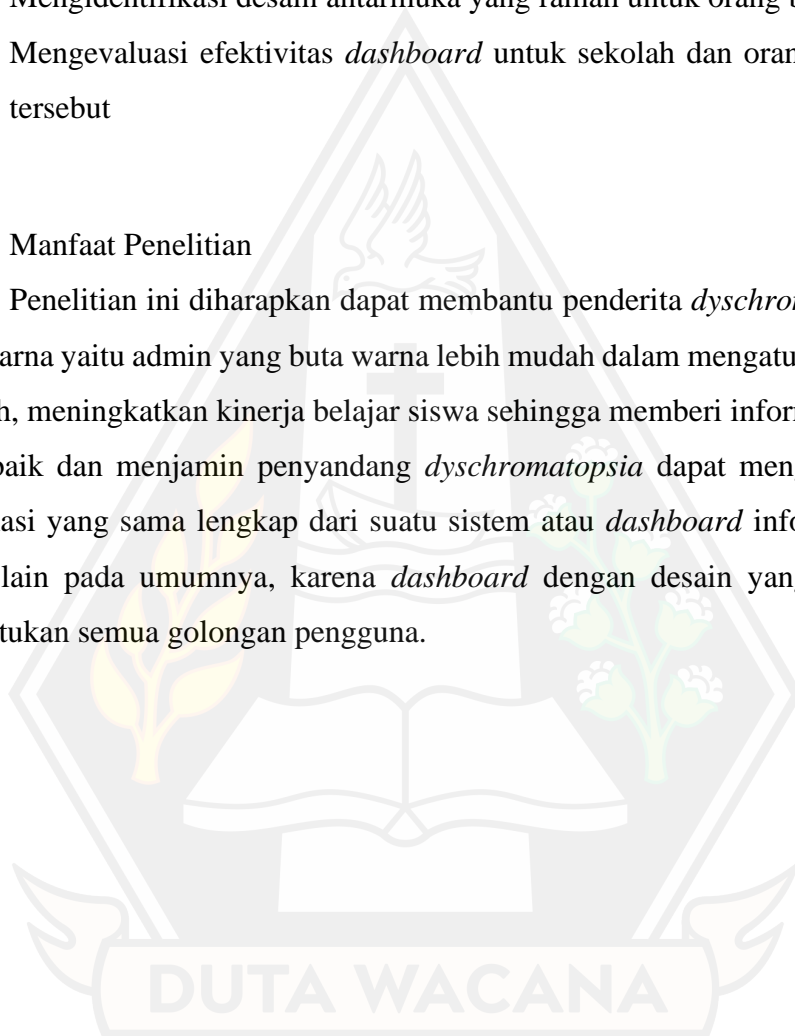 Mengidentifikasi desain antarmuka yang ramah untuk orang
Mengevaluasi efektivitas dashboard untuk sekolah dan oran
tersebut
Manfaat Penelitian
Penelitian ini diharapkan dapat membantu penderita dyschro
arna yaitu admin yang buta warna lebih mudah dalam mengatu
h, meningkatkan kinerja belajar siswa sehingga memberi infor
baik dan menjamin penyandang dyschromatopsia dapat men
asi yang sama lengkap dari suatu sistem atau dashboard info
lain pada umumnya, karena dashboard dengan desain yang
tukan semua golongan pengguna.
DUTA WACANA